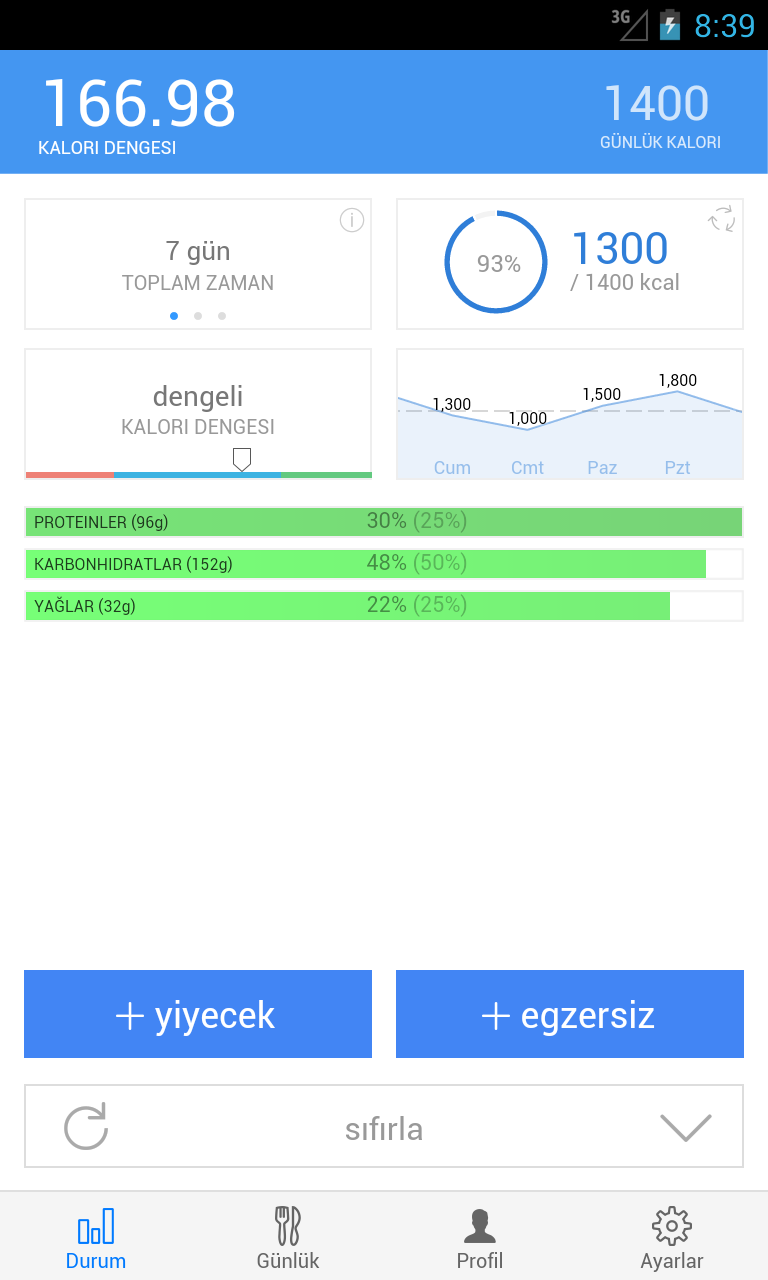 3G 8:39
166.98
KALORI DENGESI
1400
GÜNLÜK KALORI
7 gün
TOPLAM ZAMAN
93%
1300
/ 1400 kcal
dengeli
KALORI DENGESI
1,300
1,000
1,500
1,800
Cum Cmt Paz Pzt
PROTEINLER (96g) 30% (25%)
KARBONHIDRATLAR (152g) 48% (50%)
YAĞLAR (32g) 22% (25%)
+ yiyecek
+ egzersiz
sıfırla
Durum Günlük Profil Ayarlar